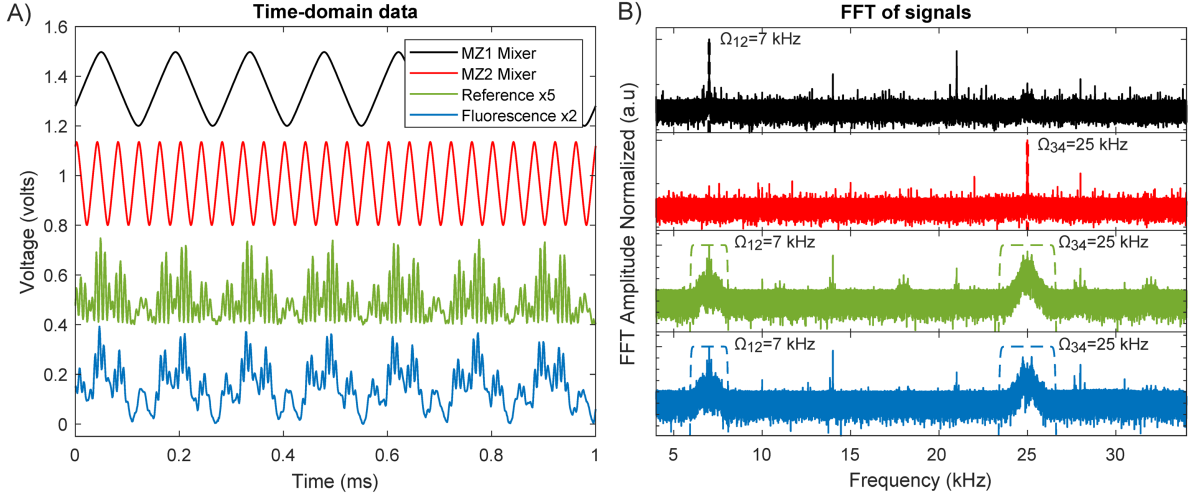 A)
Time-domain data
1.6
1.4
1.2
1
0.8
0.6
0.4
0.2
0
Voltage (volts)
MZ1 Mixer
MZ2 Mixer
Reference x5
Fluorescence x2
0 0.2 0.4 0.6 0.8 1
Time (ms)
B)
FFT of signals
FFT Amplitude Normalized (a.u)
Ω12=7 kHz
Ω34=25 kHz
Ω12=7 kHz Ω34=25 kHz
Ω12=7 kHz Ω34=25 kHz
5 10 15 20 25 30
Frequency (kHz)